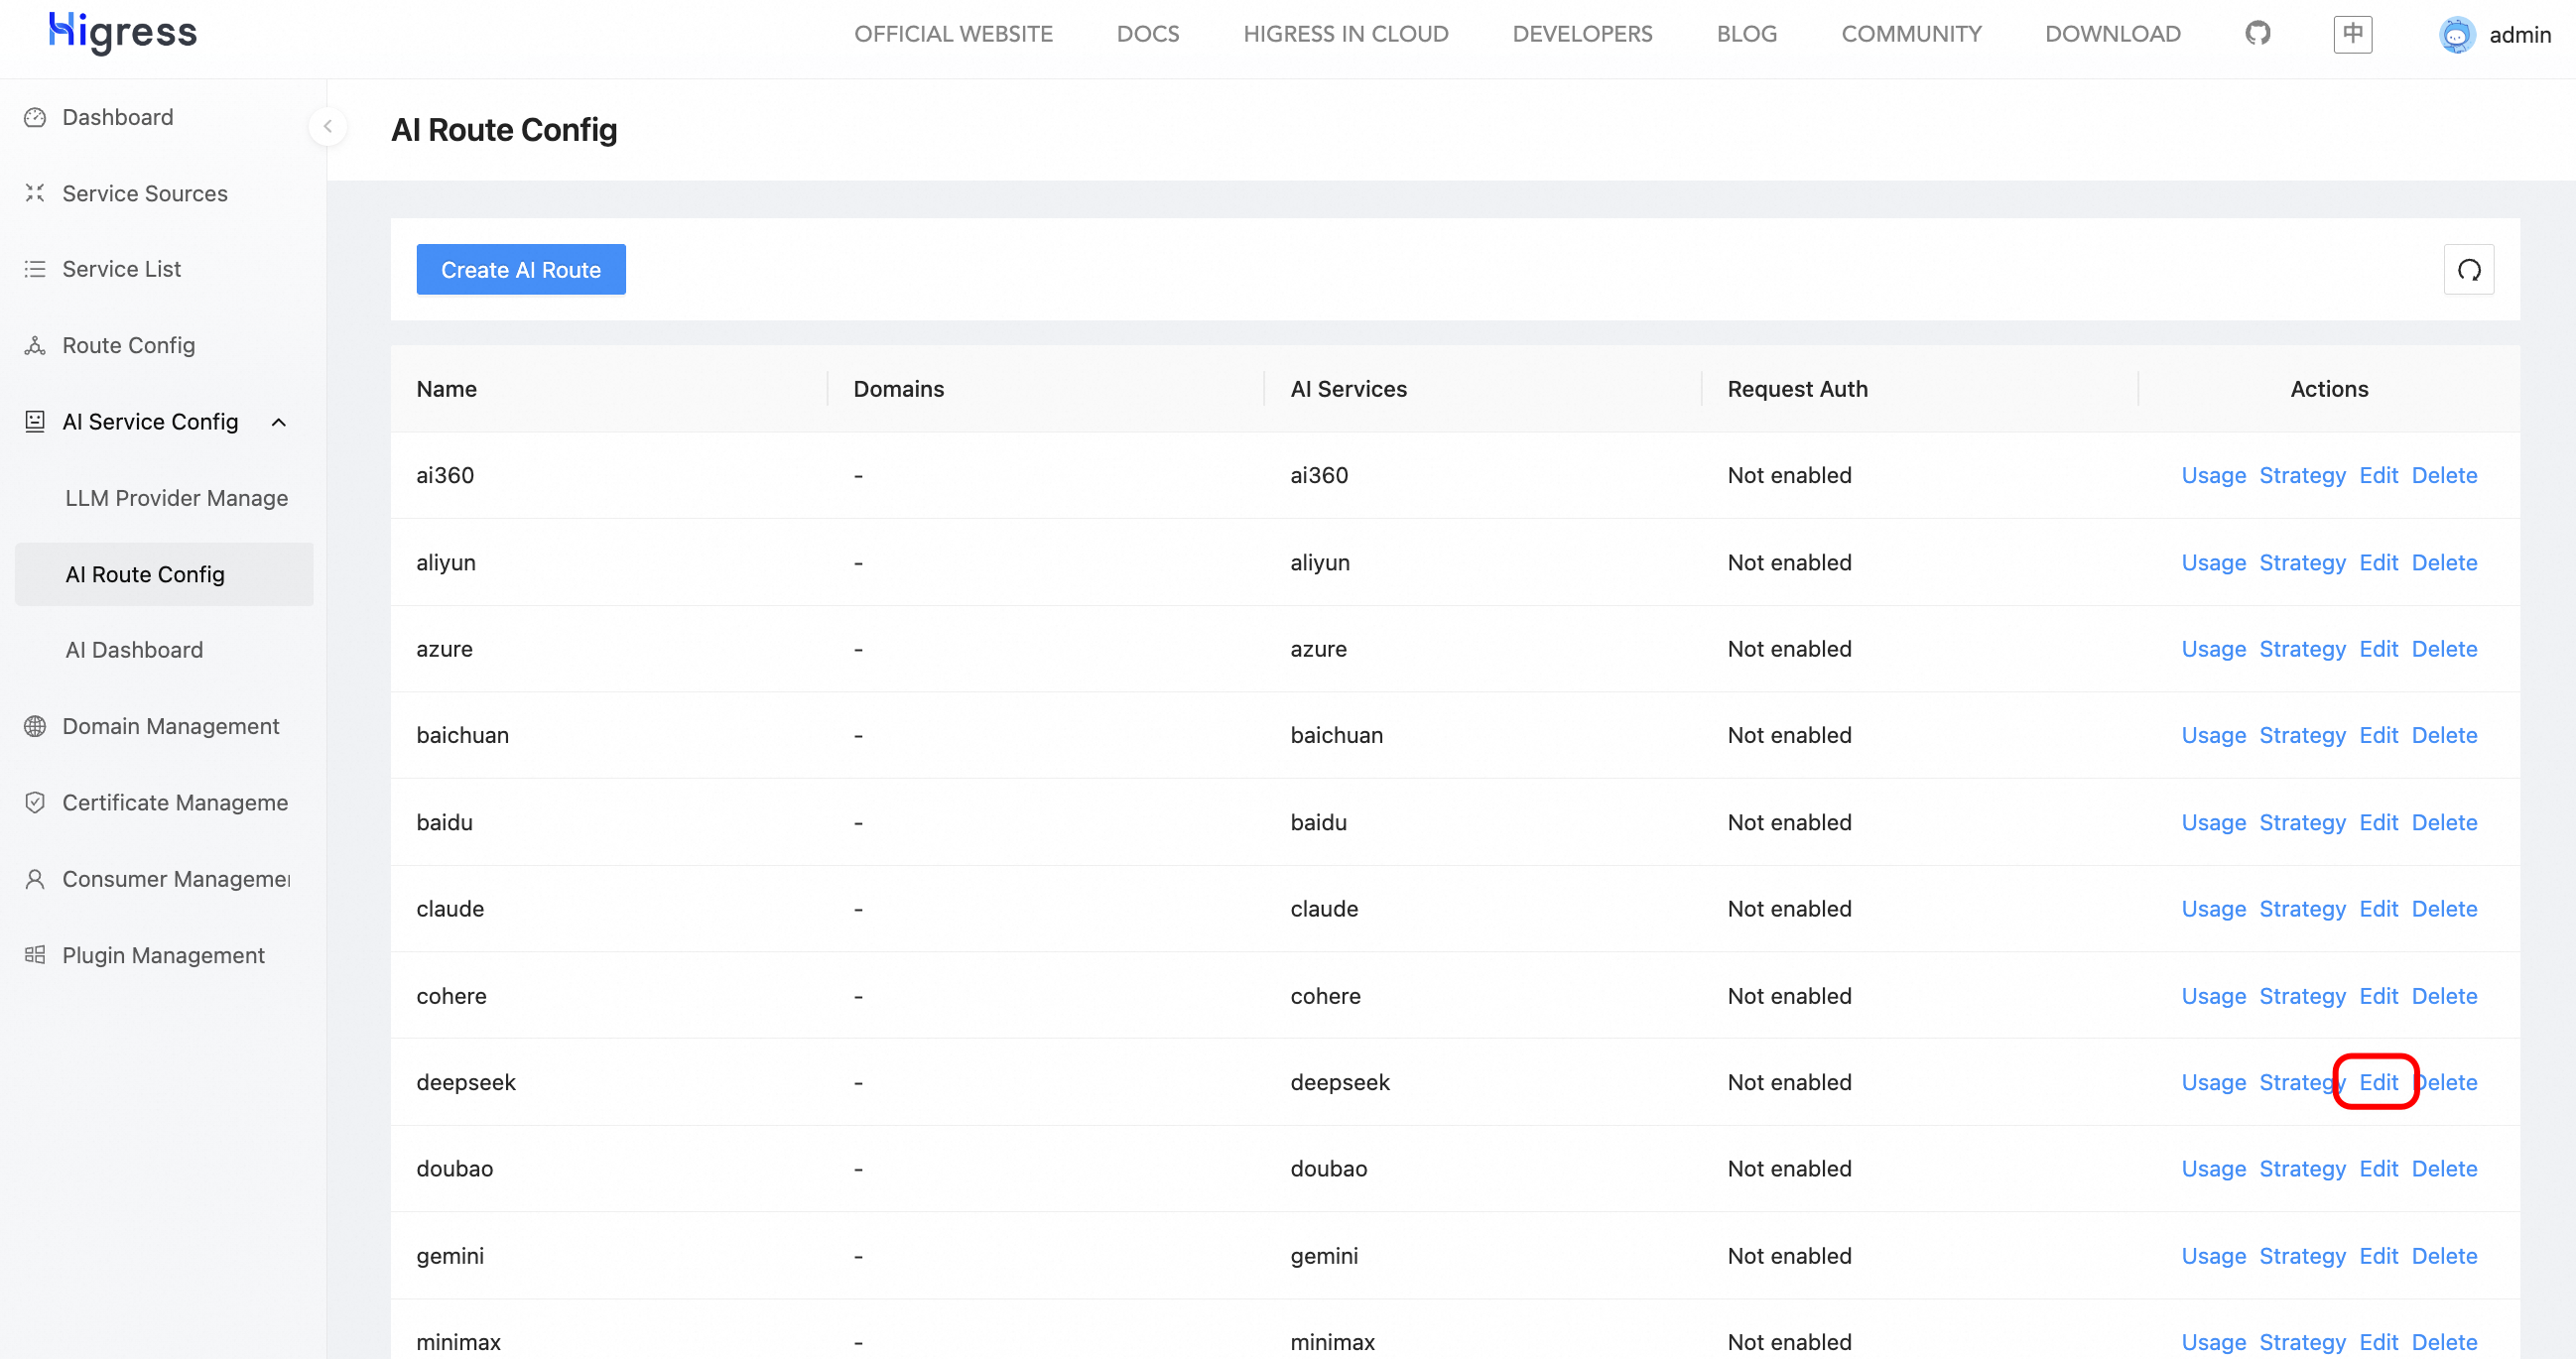 Higress
OFFICIAL WEBSITE DOCS HIGRESS IN CLOUD DEVELOPERS BLOG COMMUNITY DOWNLOAD 中 admin
Dashboard
Service Sources
Service List
Route Config
AI Service Config
LLM Provider Manage
AI Route Config
AI Dashboard
Domain Management
Certificate Manageme
Consumer Managemer
Plugin Management
AI Route Config
Create AI Route
Name Domains AI Services Request Auth Actions
ai360 - ai360 Not enabled Usage Strategy Edit Delete
aliyun - aliyun Not enabled Usage Strategy Edit Delete
azure - azure Not enabled Usage Strategy Edit Delete
baichuan - baichuan Not enabled Usage Strategy Edit Delete
baidu - baidu Not enabled Usage Strategy Edit Delete
claude - claude Not enabled Usage Strategy Edit Delete
cohere - cohere Not enabled Usage Strategy Edit Delete
deepseek - deepseek Not enabled Usage Strategy Edit Delete
doubao - doubao Not enabled Usage Strategy Edit Delete
gemini - gemini Not enabled Usage Strategy Edit Delete
minimax - minimax Not enabled Usage Strategy Edit Delete